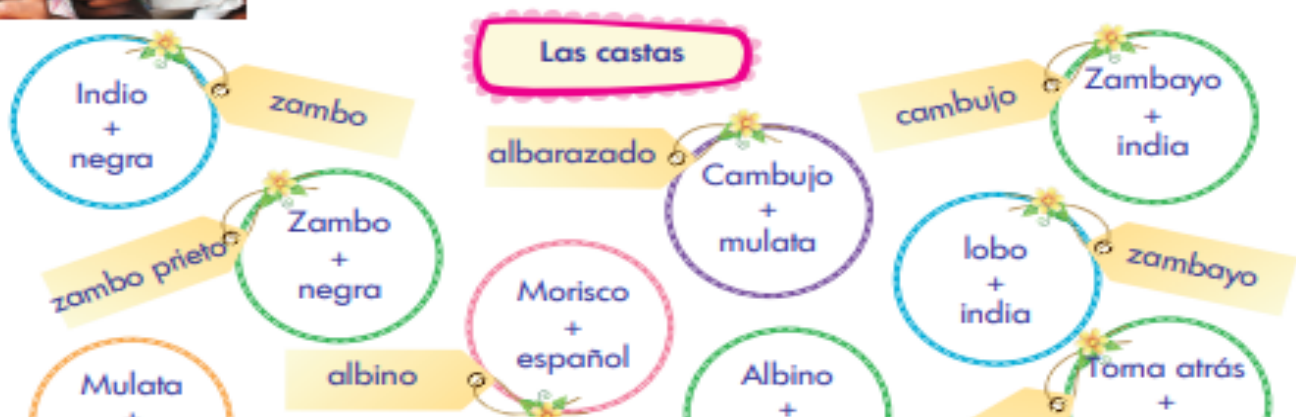 Las castas
Indio
+
negra
zambo
albarazado
Cambujo
+
mulata
cambujo
Zambayo
+
india
zambo prieto
Zambo
+
negra
Morisco
+
español
albino
lobo
+
india
zambayo
Mulata
+
Albino
+
Torna atrás
+